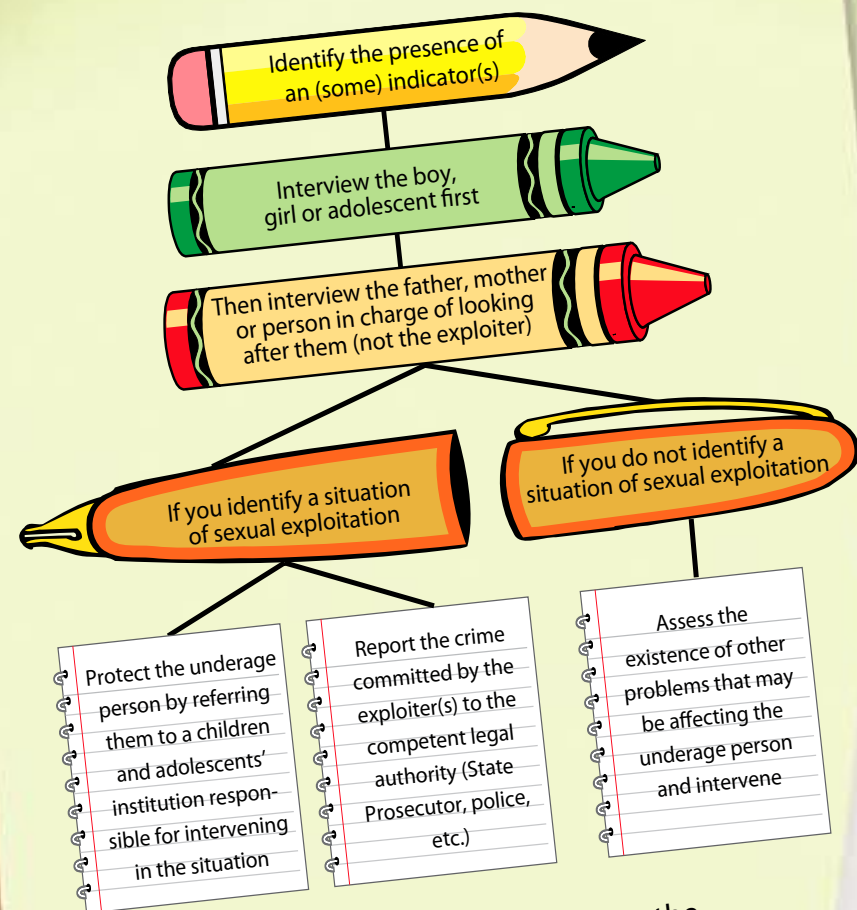 Identify the presence of
an (some) indicator(s)
Interview the boy,
girl or adolescent first
Then interview the father, mother
or person in charge of looking
after them (not the exploiter)
If you identify a situation
of sexual exploitation
If you do not identify a
situation of sexual exploitation
Protect the underage
person by referring
them to a children
and adolescents’
institution respon-
sible for intervening
in the situation
Report the crime
committed by the
exploiter(s) to the
competent legal
authority (State
Prosecutor, police,
etc.)
Assess the
existence of other
problems that may
be affecting the
underage person
and intervene